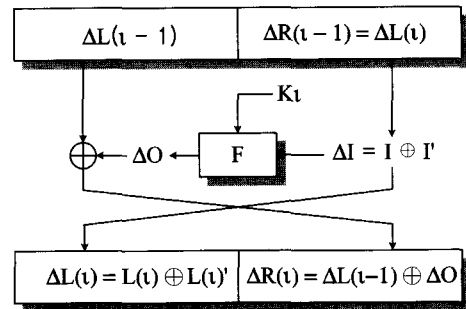 ΔL(ι - 1) ΔR(ι - 1) = ΔL(ι)
Kι
⊕ ΔO F ΔI = I ⊕ I'
ΔL(ι) = L(ι) ⊕ L(ι)' ΔR(ι) = ΔL(ι-1) ⊕ ΔO